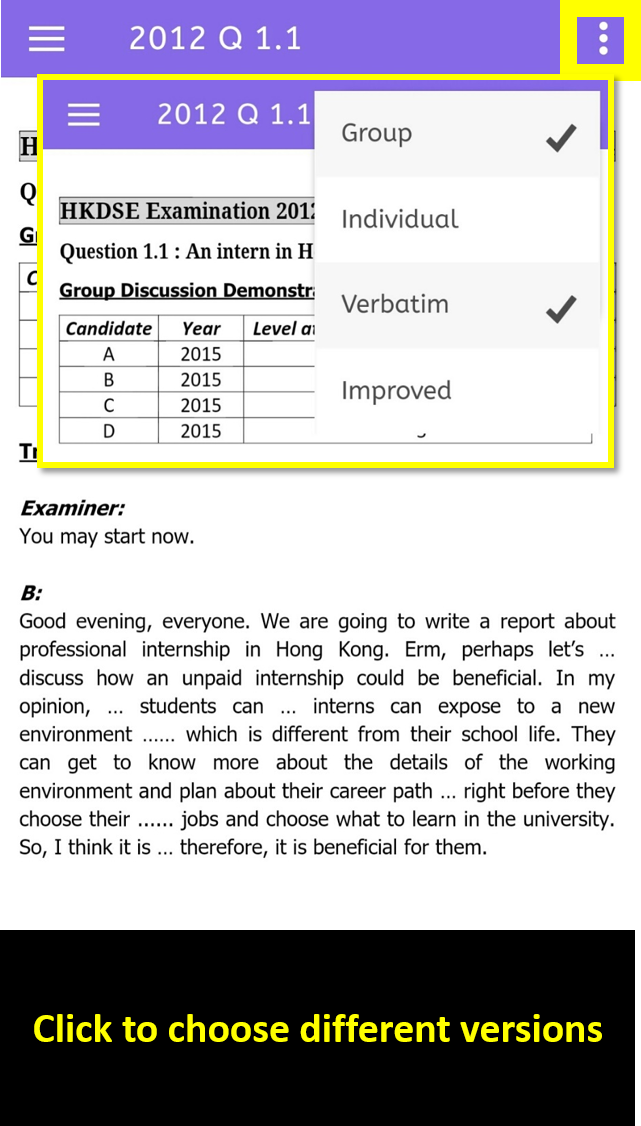 2012 Q 1.1
2012 Q 1.1
Group
Individual
Verbatim
Improved
HKDSE Examination 201
Question 1.1 : An intern in H
Group Discussion Demonstr
Candidate Year Level a
A 2015
B 2015
C 2015
D 2015
H
Q
G
C
Tr
Examiner:
You may start now.
B:
Good evening, everyone. We are going to write a report about
professional internship in Hong Kong. Erm, perhaps let’s ...
discuss how an unpaid internship could be beneficial. In my
opinion, ... students can ... interns can expose to a new
environment ...... which is different from their school life. They
can get to know more about the details of the working
environment and plan about their career path ... right before they
choose their ...... jobs and choose what to learn in the university.
So, I think it is ... therefore, it is beneficial for them.
Click to choose different versions